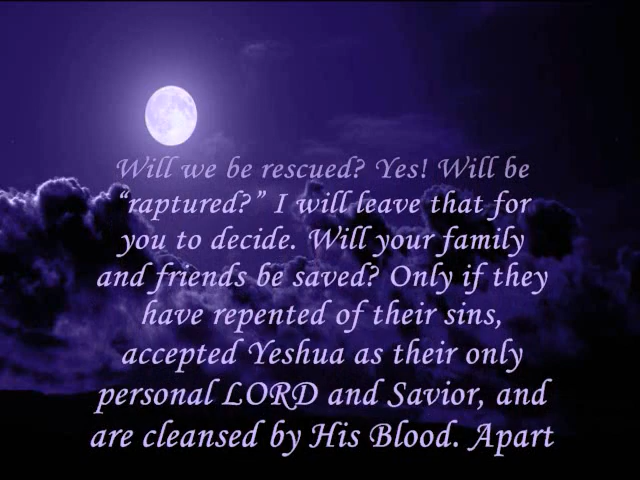 Will we be rescued? Yes! Will be
“raptured?” I will leave that for
you to decide. Will your family
and friends be saved? Only if they
have repented of their sins,
accepted Yeshua as their only
personal LORD and Savior, and
are cleansed by His Blood. Apart